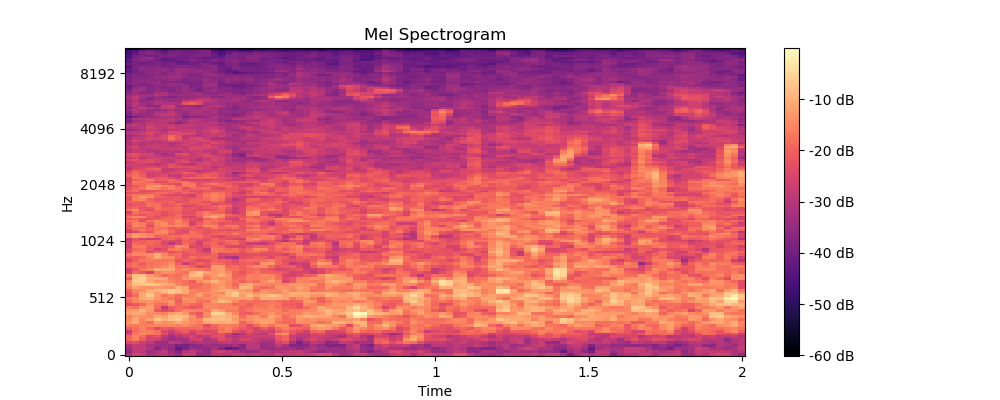 Mel Spectrogram
8192
4096
2048
1024
512
0
Hz
0
0.5
1
1.5
2
Time
-10 dB
-20 dB
-30 dB
-40 dB
-50 dB
-60 dB